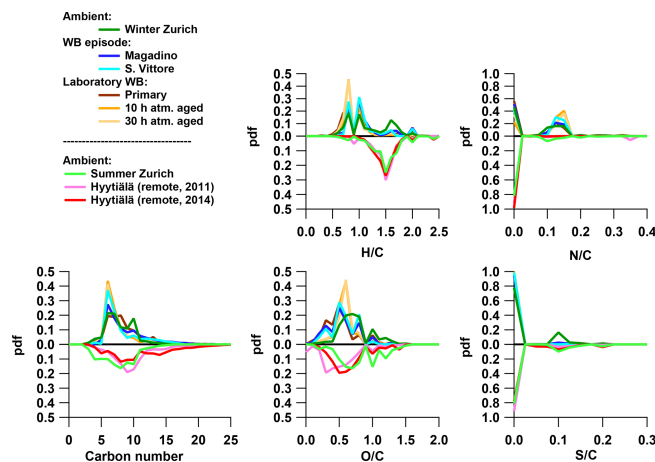 Ambient:
Winter Zurich
WB episode:
Magadino
S. Vittore
Laboratory WB:
Primary
10 h atm. aged
30 h atm. aged
--------------------------------
Ambient:
Summer Zurich
Hyytiälä (remote, 2011)
Hyytiälä (remote, 2014)
pdf
0.5
0.4
0.3
0.2
0.1
0.0
0.1
0.2
0.3
0.4
0.5
0.0 0.5 1.0 1.5 2.0 2.5
H/C
pdf
1.0
0.8
0.6
0.4
0.2
0.0
0.2
0.4
0.6
0.8
1.0
0.0 0.1 0.2 0.3 0.4
N/C
pdf
0.5
0.4
0.3
0.2
0.1
0.0
0.1
0.2
0.3
0.4
0.5
0 5 10 15 20 25
Carbon number
pdf
0.5
0.4
0.3
0.2
0.1
0.0
0.1
0.2
0.3
0.4
0.5
0.0 0.5 1.0 1.5 2.0
O/C
pdf
1.0
0.8
0.6
0.4
0.2
0.0
0.2
0.4
0.6
0.8
1.0
0.0 0.1 0.2 0.3
S/C